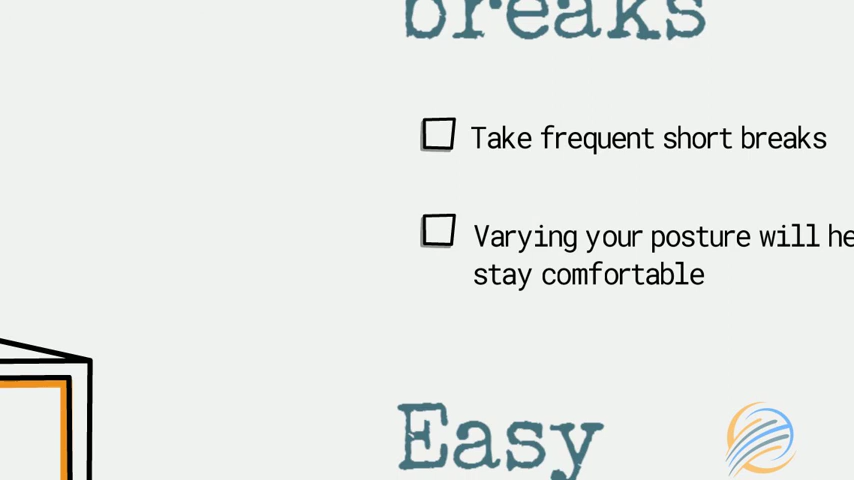 breaks
Take frequent short breaks
Varying your posture will he
stay comfortable
Easy